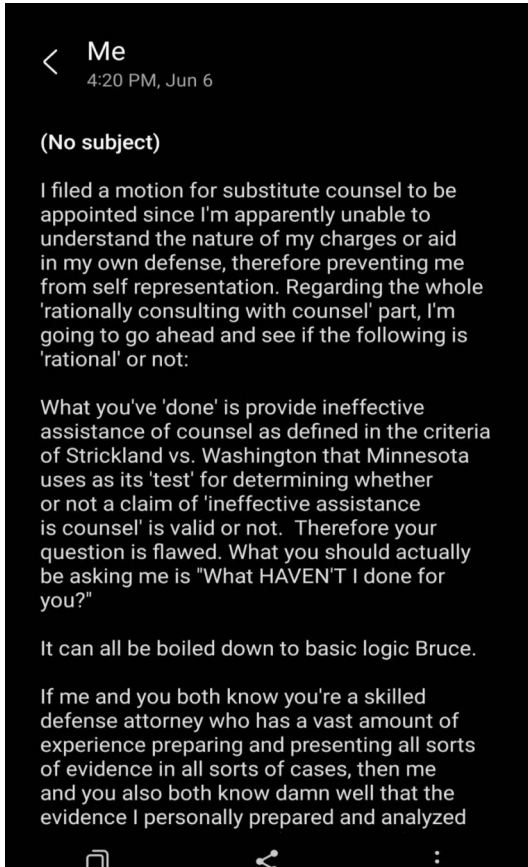 Me
4:20 PM, Jun 6
(No subject)
I filed a motion for substitute counsel to be
appointed since I'm apparently unable to
understand the nature of my charges or aid
in my own defense, therefore preventing me
from self representation. Regarding the whole
'rationally consulting with counsel' part, I'm
going to go ahead and see if the following is
'rational' or not:
What you've 'done' is provide ineffective
assistance of counsel as defined in the criteria
of Strickland vs. Washington that Minnesota
uses as its 'test' for determining whether
or not a claim of 'ineffective assistance
is counsel' is valid or not.  Therefore your
question is flawed. What you should actually
be asking me is "What HAVEN'T I done for
you?"
It can all be boiled down to basic logic Bruce.
If me and you both know you're a skilled
defense attorney who has a vast amount of
experience preparing and presenting all sorts
of evidence in all sorts of cases, then me
and you also both know damn well that the
evidence I personally prepared and analyzed